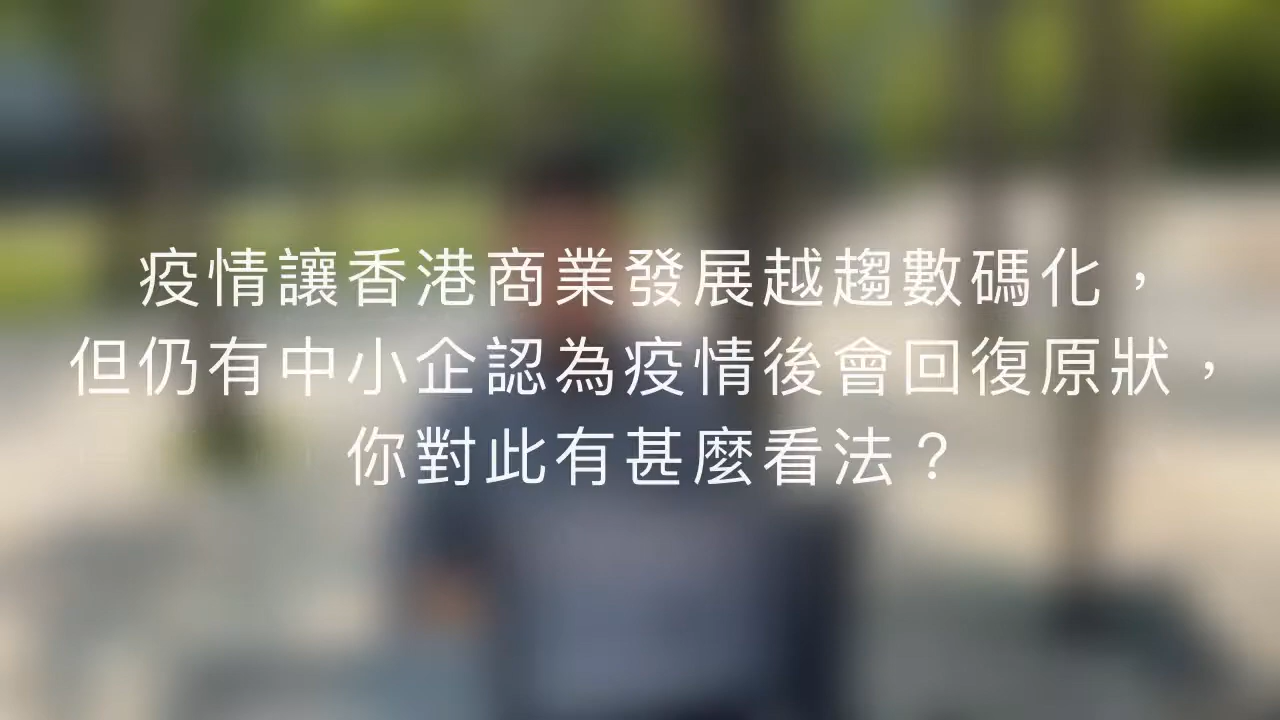 疫情讓香港商業發展越趨數碼化，
但仍有中小企認為疫情後會回復原狀，
你對此有甚麼看法？